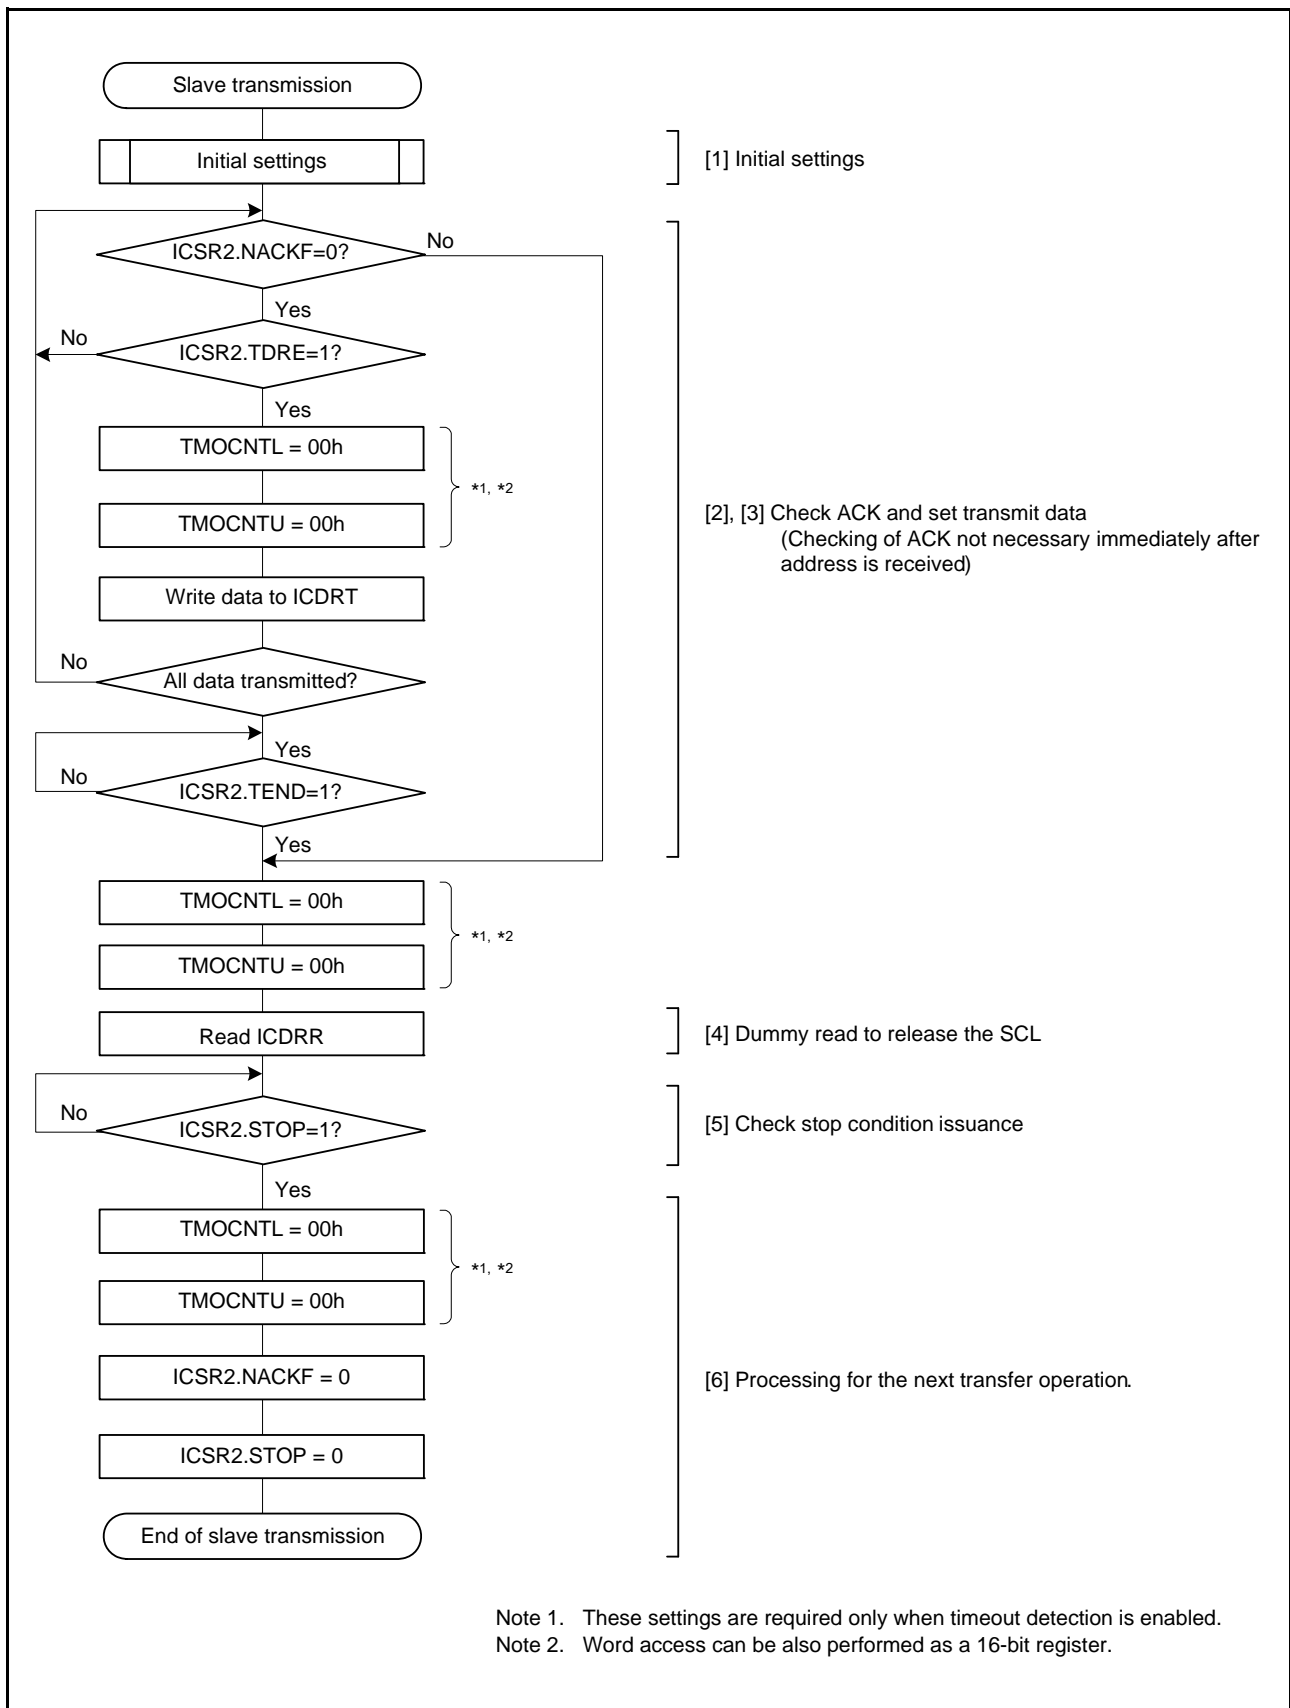 Slave transmission
Initial settings
[1] Initial settings
ICSR2.NACKF=0?
No
Yes
No
ICSR2.TDRE=1?
Yes
TMOCNTL = 00h
*1, *2
TMOCNTU = 00h
[2], [3] Check ACK and set transmit data
(Checking of ACK not necessary immediately after
address is received)
Write data to ICDRT
No
All data transmitted?
Yes
No
ICSR2.TEND=1?
Yes
TMOCNTL = 00h
*1, *2
TMOCNTU = 00h
Read ICDRR
[4] Dummy read to release the SCL
No
ICSR2.STOP=1?
[5] Check stop condition issuance
Yes
TMOCNTL = 00h
*1, *2
TMOCNTU = 00h
ICSR2.NACKF = 0
[6] Processing for the next transfer operation.
ICSR2.STOP = 0
End of slave transmission
Note 1. These settings are required only when timeout detection is enabled.
Note 2. Word access can be also performed as a 16-bit register.